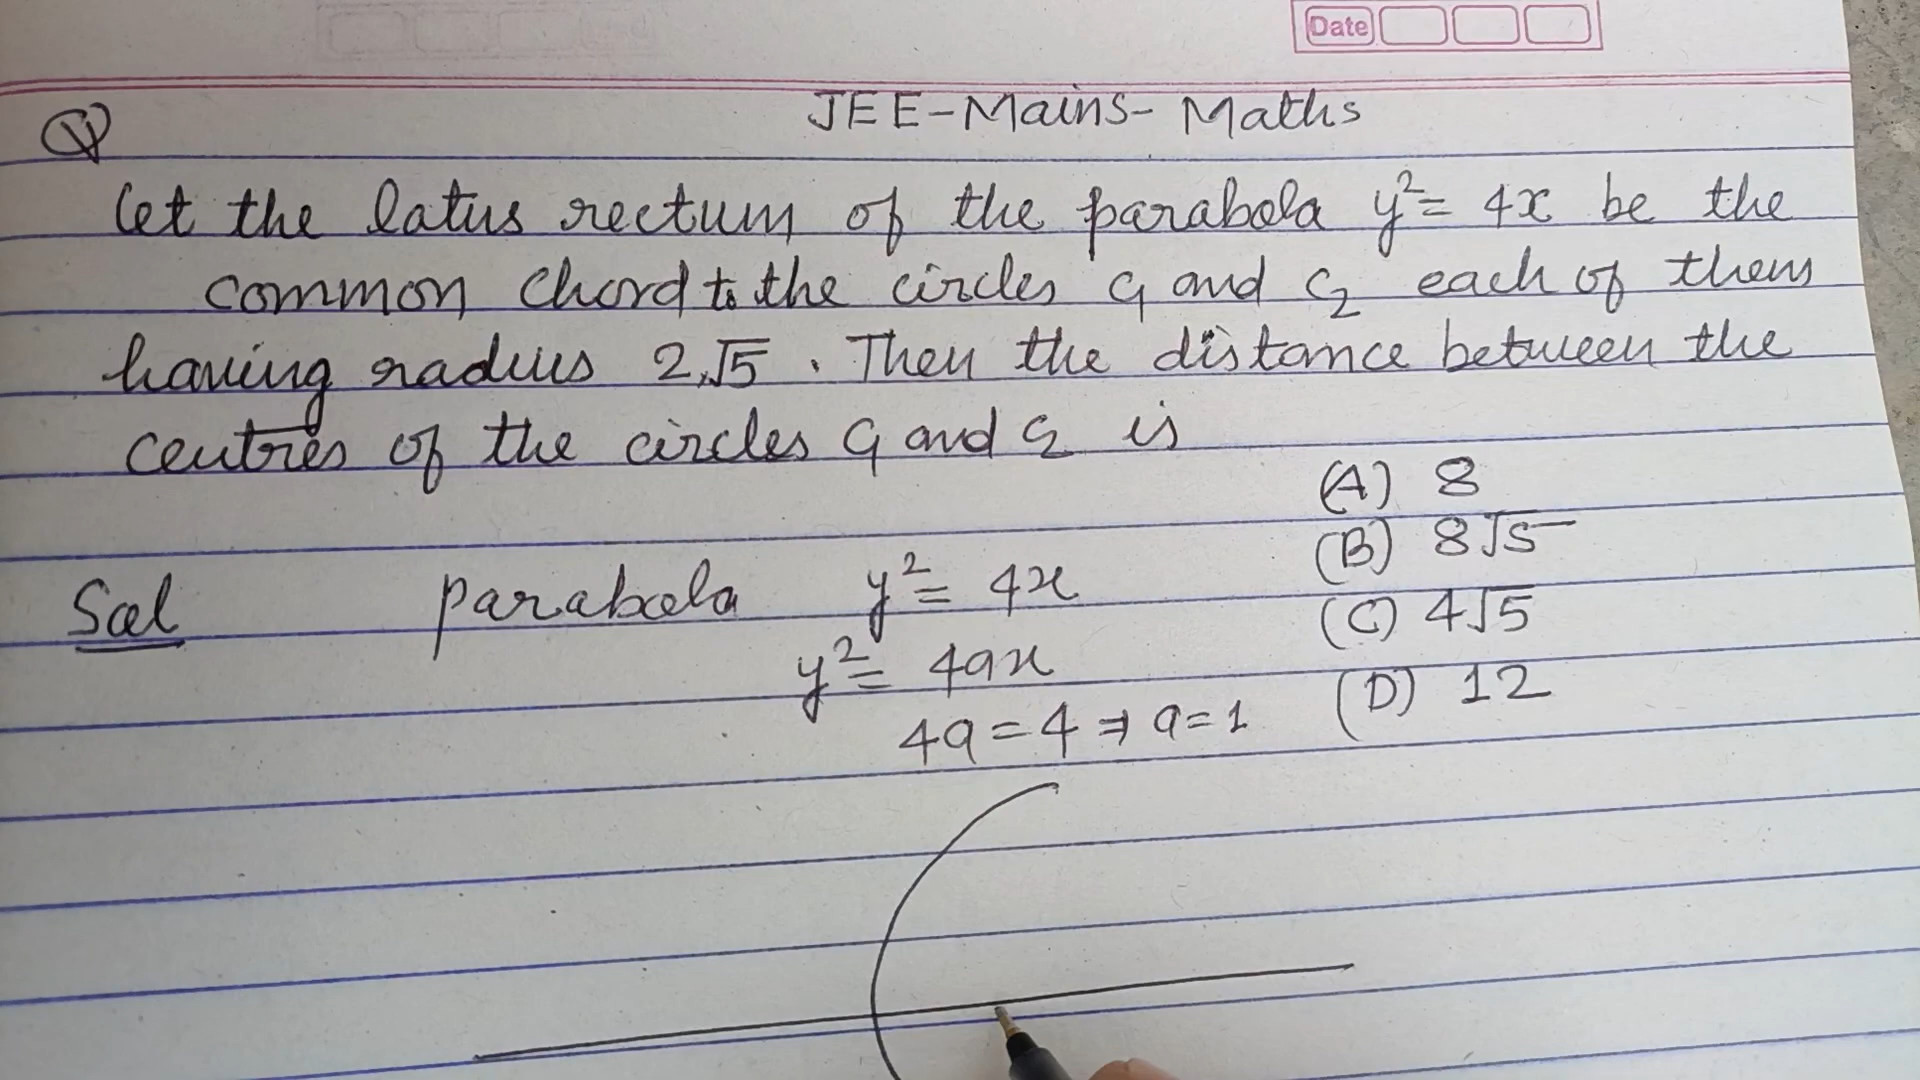 Date
JEE-Mains-Maths
Q
Let the latus rectum of the parabola y²= 4x be the
common chord to the circles C1 and C2 each of them
having radius 2√5. Then the distance between the
centres of the circles C1 and C2 is
(A) 8
(B) 8√5
(C) 4√5
(D) 12
Sol parabola y²= 4x
y²= 4ax
4a=4⇒a=1